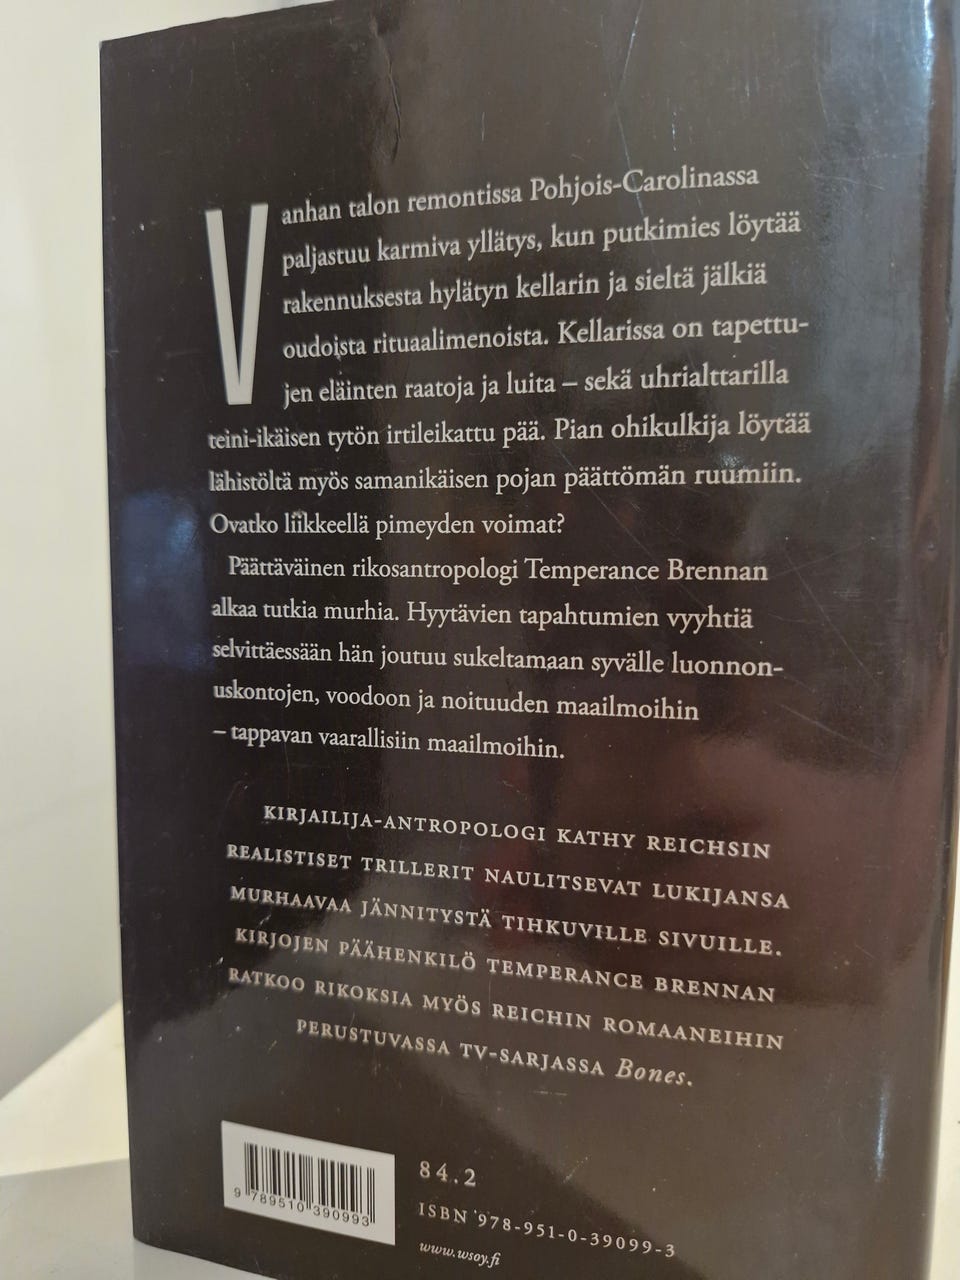 Vanhan talon remontissa Pohjois-Carolinassa
paljastuu karmiva yllätys, kun putkimies löytää
rakennuksesta hylätyn kellarin ja sieltä jälkiä
oudoista rituaalimenoista. Kellarissa on tapettu-
jen eläinten raatoja ja luita – sekä uhrialttarilla
teini-ikäisen tytön irtileikattu pää. Pian ohikulkija löytää
lähistöltä myös samanikäisen pojan päättömän ruumiin.
Ovatko liikkeellä pimeyden voimat?
Päättäväinen rikosantropologi Temperance Brennan
alkaa tutkia murhia. Hyytävien tapahtumien vyyhtiä
selvittäessään hän joutuu sukeltamaan syvälle luonnon-
uskontojen, voodoon ja noituuden maailmoihin
– tappavan vaarallisiin maailmoihin.
KIRJAILIJA-ANTROPOLOGI KATHY REICHSIN
REALISTISET TRILLERIT NAULITSEVAT LUKIJANSA
MURHAAVAA JÄNNITYSTÄ TIHKUVILLE SIVUILLE.
KIRJOJEN PÄÄHENKILÖ TEMPERANCE BRENNAN
RATKOO RIKOKSIA MYÖS REICHIN ROMAANEIHIN
PERUSTUVASSA TV-SARJASSA Bones.
84.2
ISBN 978-951-0-39099-3
www.wsoy.fi
9 789510 390993